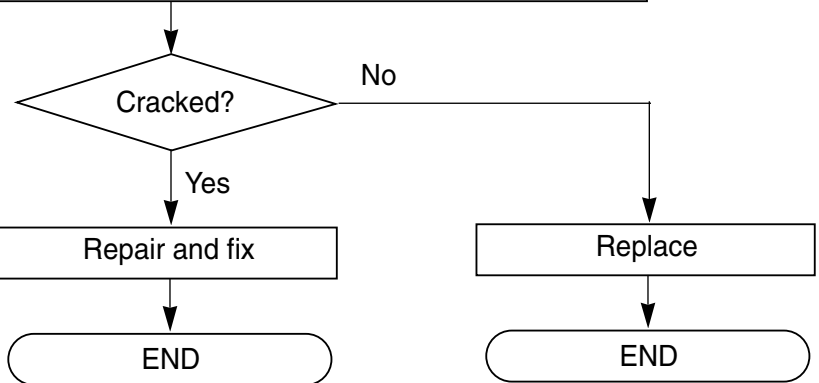 No
Cracked?
Yes
Repair and fix
Replace
END
END